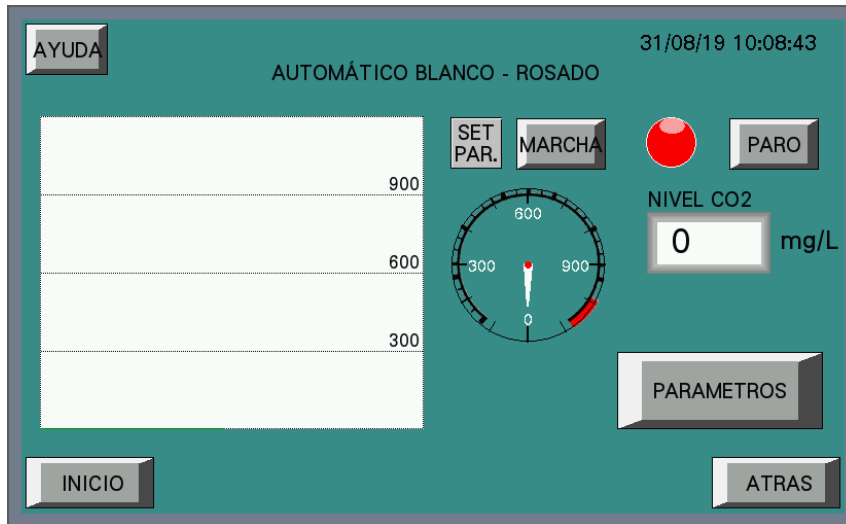 AYUDA
31/08/19 10:08:43
AUTOMÁTICO BLANCO - ROSADO
SET
PAR.
MARCHA
PARO
900
600
300
600
300
900
0
NIVEL CO2
0
mg/L
PARAMETROS
INICIO
ATRAS